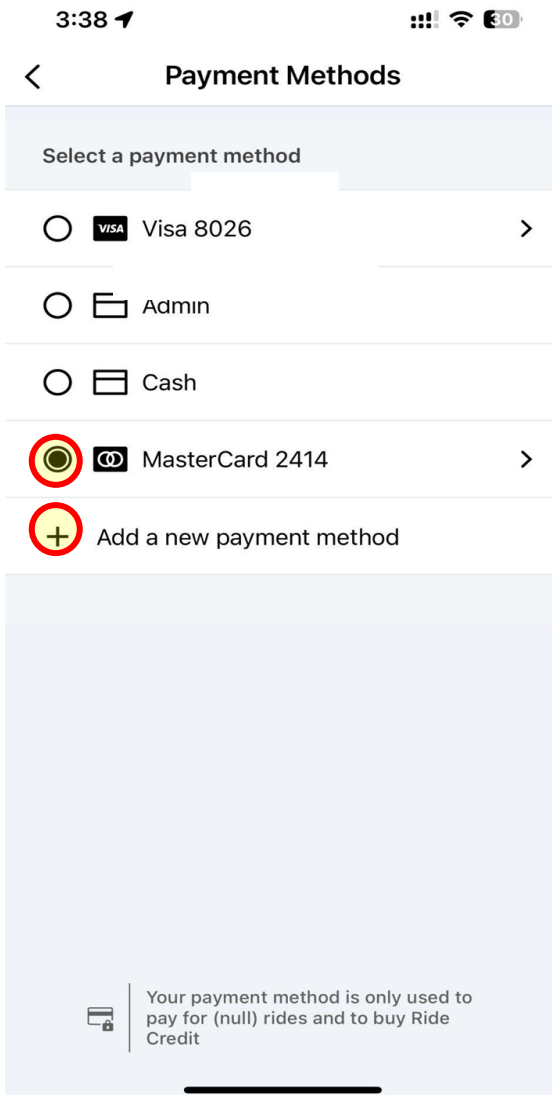 3:38
30
Payment Methods
Select a payment method
VISA Visa 8026
Admin
Cash
MasterCard 2414
+ Add a new payment method
Your payment method is only used to
pay for (null) rides and to buy Ride
Credit